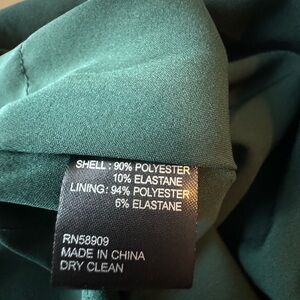 SHELL : 90% POLYESTER
10% ELASTANE
LINING: 94% POLYESTER
6% ELASTANE
RN58909
MADE IN CHINA
DRY CLEAN